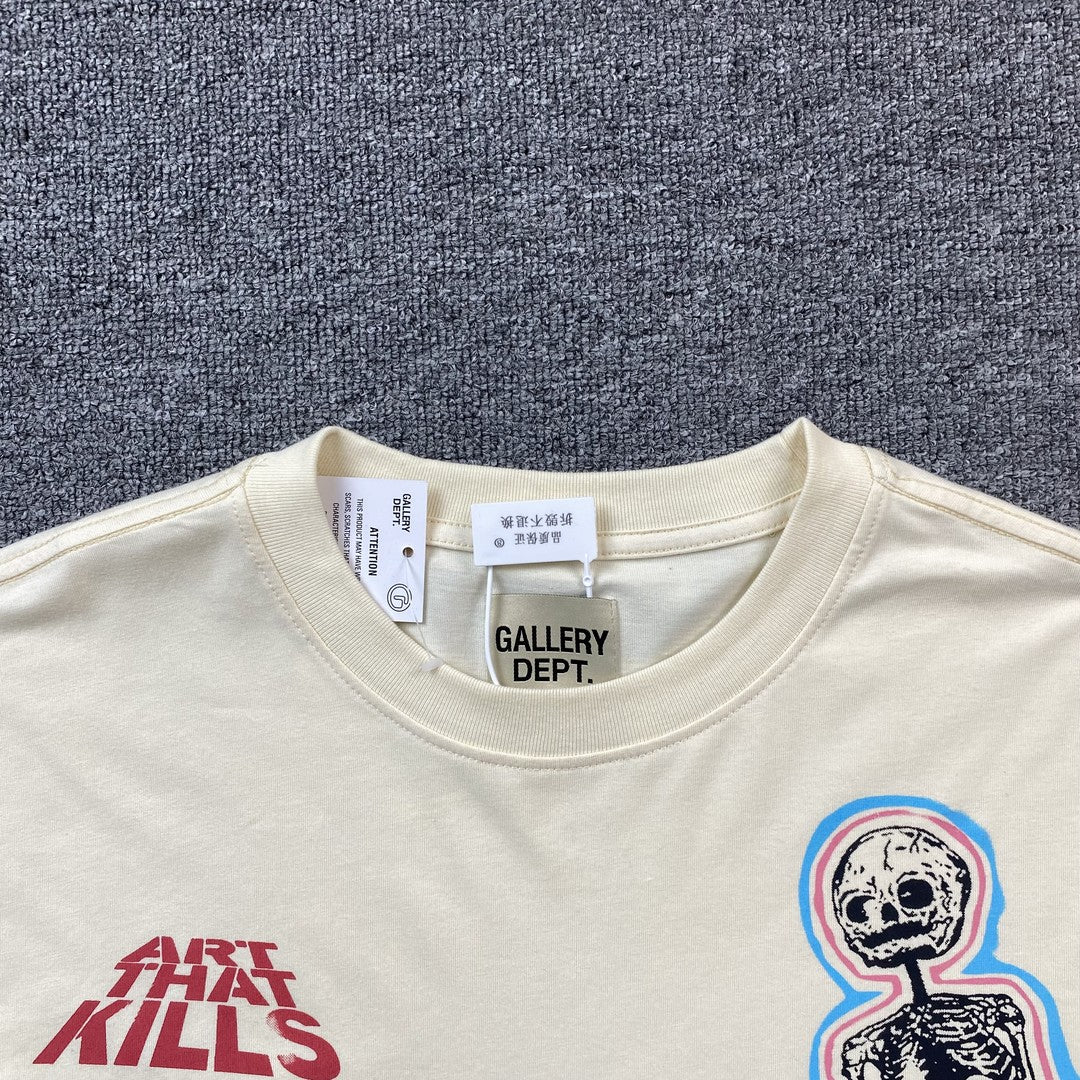 GALLERY
DEPT.
ATTENTION
THIS PRODUCT MAY HAVE
SCARS, SCRATCHES THAT
G
拆毁不退换
品质保证
®
GALLERY
DEPT.
ART
THAT
KILLS